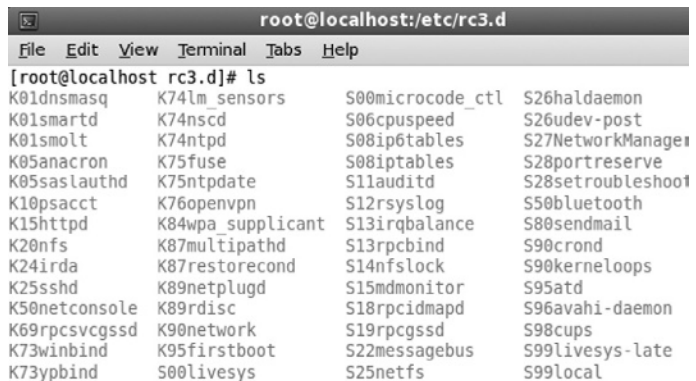 root@localhost:/etc/rc3.d
File Edit View Terminal Tabs Help
[root@localhost rc3.d]# ls
K01dnsmasq K74lm_sensors S00microcode_ctl S26haldaemon
K01smartd K74nscd S06cpuspeed S26udev-post
K01smolt K74ntpd S08ip6tables S27NetworkManager
K05anacron K75fuse S08iptables S28portreserve
K05saslauthd K75ntpdate S11auditd S28setroubleshoot
K10psacct K76openvpn S12rsyslog S50bluetooth
K15httpd K84wpa_supplicant S13irqbalance S80sendmail
K20nfs K87multipathd S13rpcbind S90crond
K24irda K87restorecond S14nfslock S90kerneloops
K25sshd K89netplugd S15mdmonitor S95atd
K50netconsole K89rdisc S18rpcidmapd S96avahi-daemon
K69rpcsvcgssd K90network S19rpcgssd S98cups
K73winbind K95firstboot S22messagebus S99livesys-late
K73ypbind S00livesys S25netfs S99local